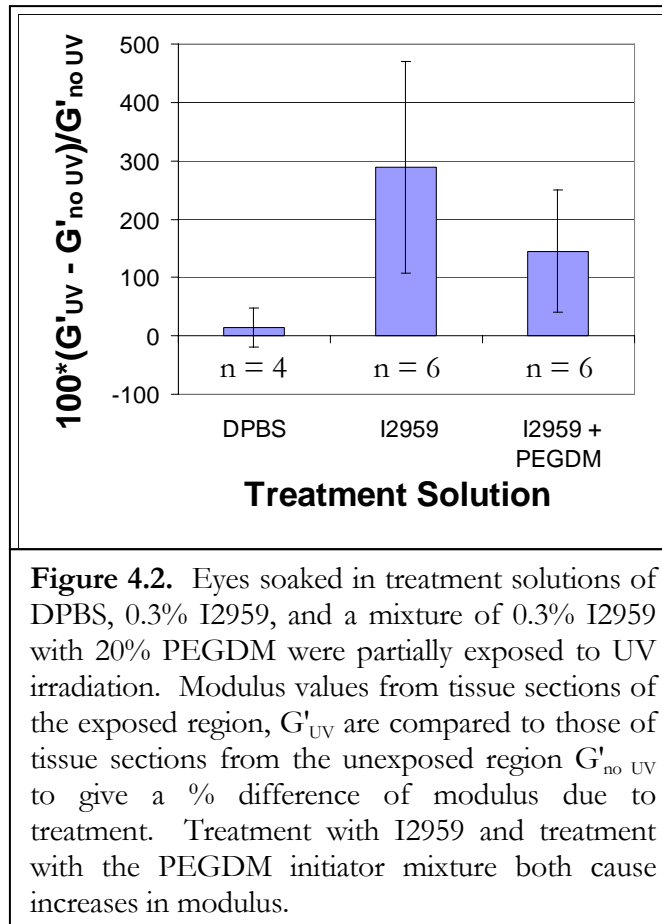 500
400
300
200
100
0
-100
100*(G'UV - G'no UV)/G'no UV
n = 4
n = 6
n = 6
DPBS
I2959
I2959 +
PEGDM
Treatment Solution
Figure 4.2. Eyes soaked in treatment solutions of
DPBS, 0.3% I2959, and a mixture of 0.3% I2959
with 20% PEGDM were partially exposed to UV
irradiation. Modulus values from tissue sections of
the exposed region, G'UV are compared to those of
tissue sections from the unexposed region G'no UV
to give a % difference of modulus due to
treatment. Treatment with I2959 and treatment
with the PEGDM initiator mixture both cause
increases in modulus.